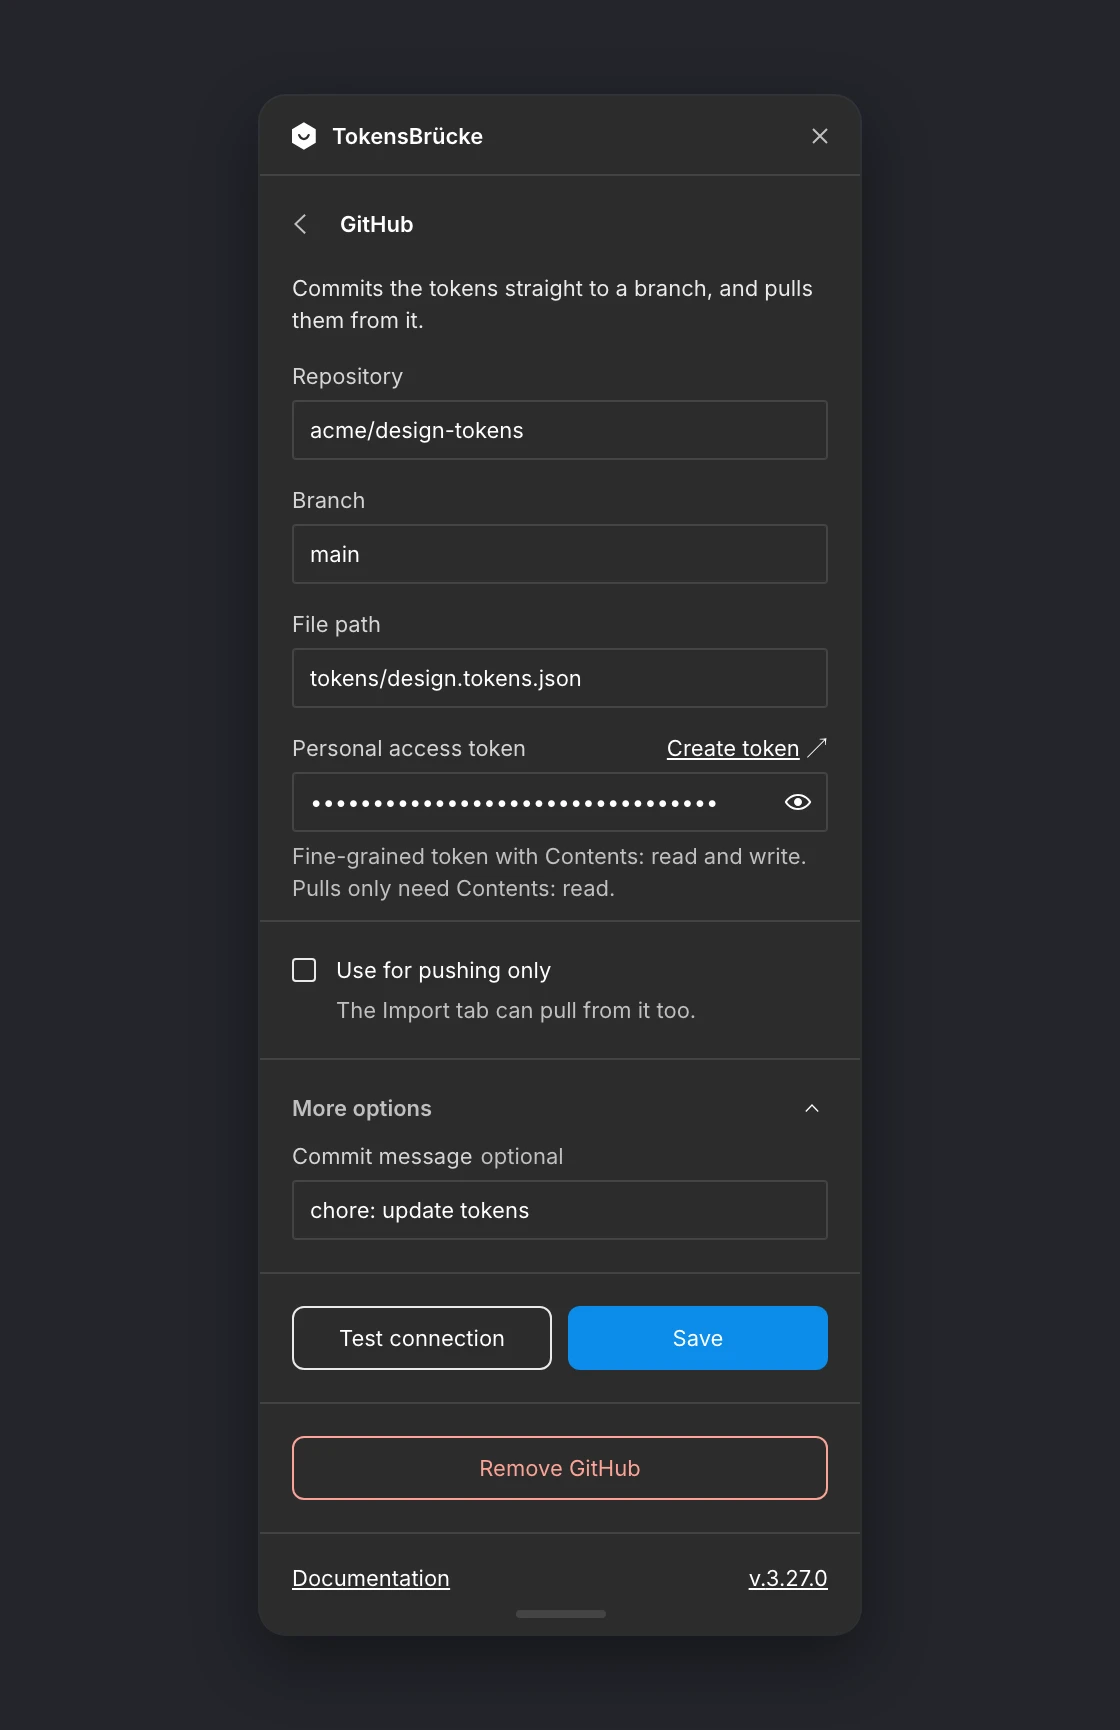 TokensBrücke
GitHub
Commits the tokens straight to a branch, and pulls
them from it.
Repository
acme/design-tokens
Branch
main
File path
tokens/design.tokens.json
Personal access token Create token
•••••••••••••••••••••••••••••••••
Fine-grained token with Contents: read and write.
Pulls only need Contents: read.
Use for pushing only
The Import tab can pull from it too.
More options
Commit message optional
chore: update tokens
Test connection Save
Remove GitHub
Documentation v.3.27.0